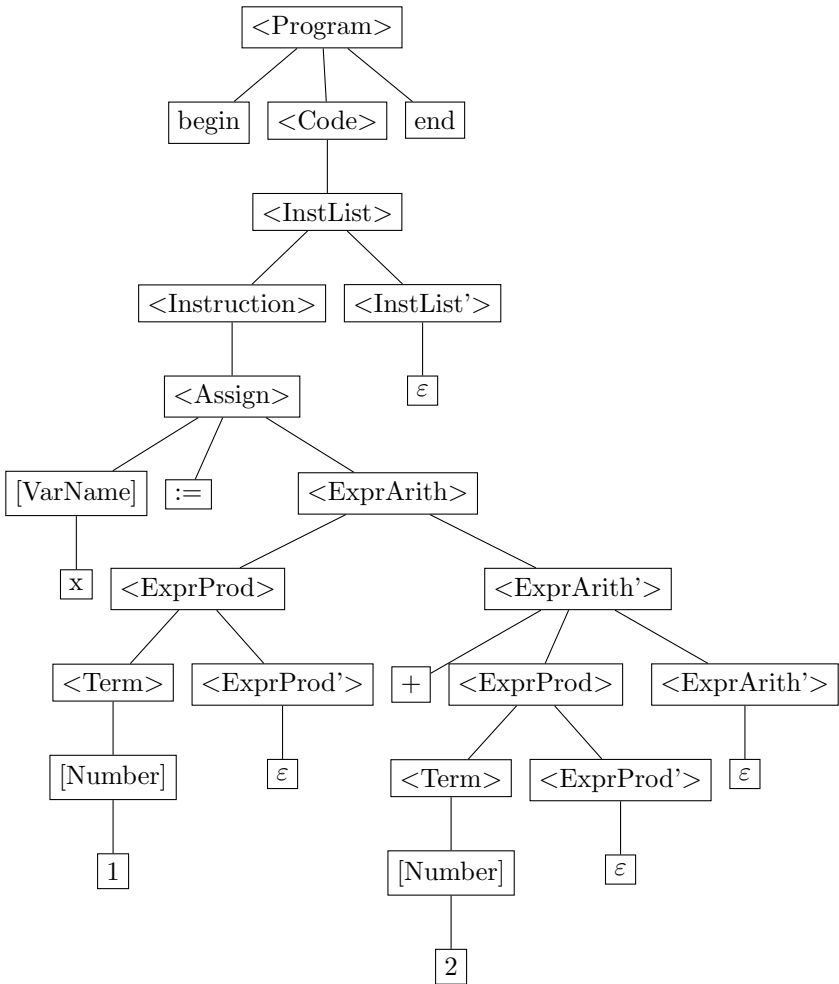 <Program>
begin <Code> end
<InstList>
<Instruction> <InstList'>
<Assign> ε
[VarName] := <ExprArith>
x <ExprProd> <ExprArith'>
<Term> <ExprProd'> + <ExprProd> <ExprArith'>
[Number] ε <Term> <ExprProd'> ε
1 [Number] ε
2